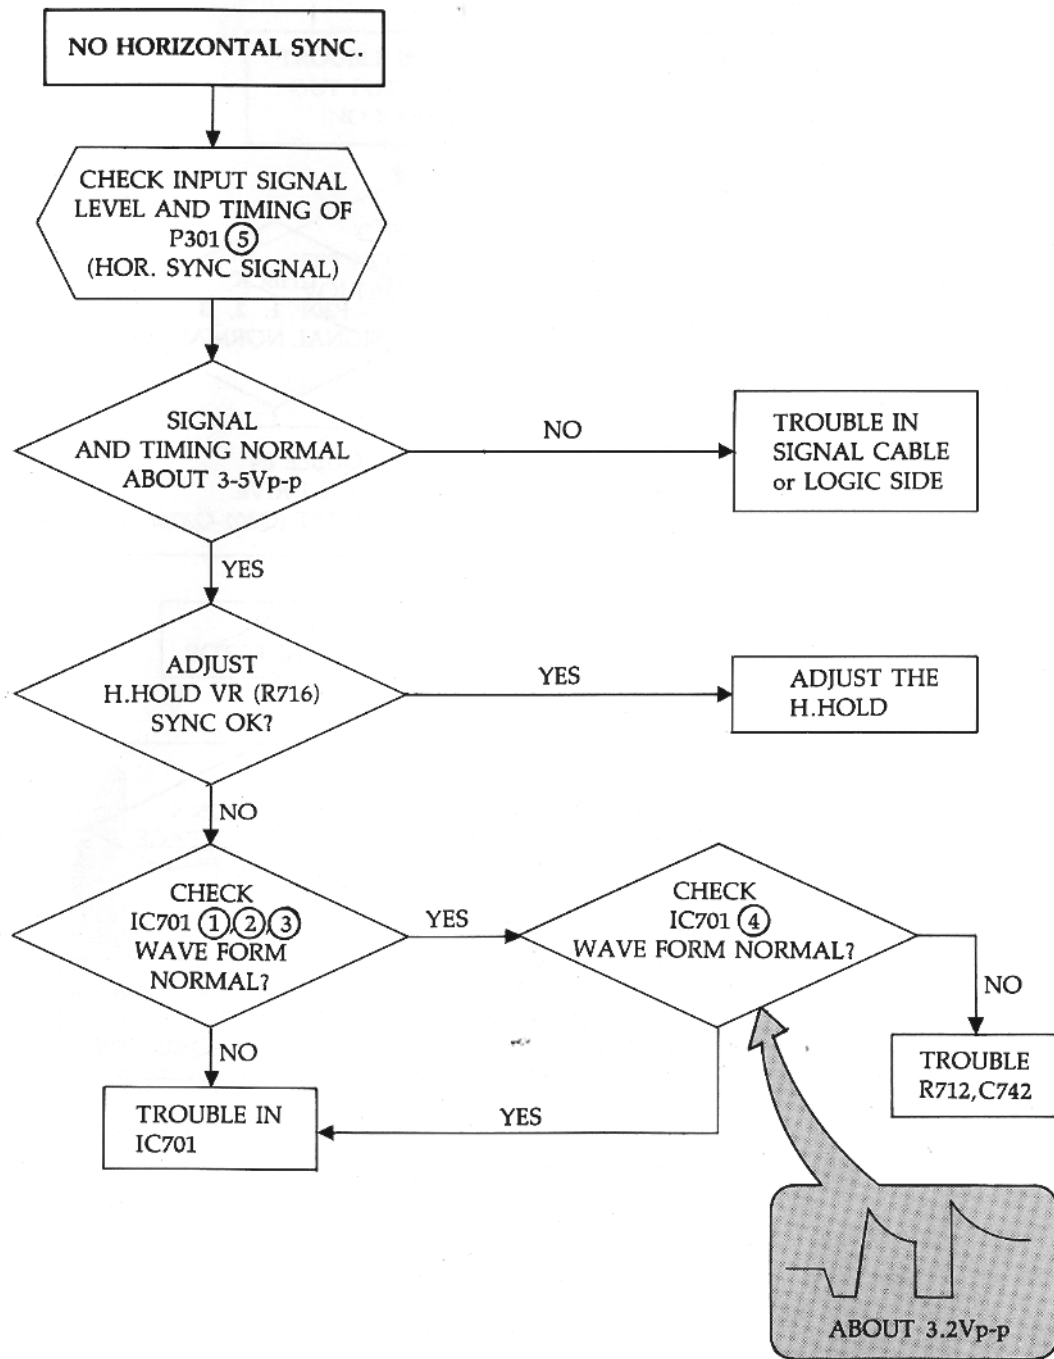 NO HORIZONTAL SYNC.
CHECK INPUT SIGNAL
LEVEL AND TIMING OF
P301 ⑤
(HOR. SYNC SIGNAL)
SIGNAL
AND TIMING NORMAL
ABOUT 3-5Vp-p
NO
TROUBLE IN
SIGNAL CABLE
or LOGIC SIDE
YES
ADJUST
H.HOLD VR (R716)
SYNC OK?
YES
ADJUST THE
H.HOLD
NO
CHECK
IC701 ①,②,③
WAVE FORM
NORMAL?
YES
CHECK
IC701 ④
WAVE FORM NORMAL?
NO
TROUBLE
R712,C742
NO
YES
TROUBLE IN
IC701
ABOUT 3.2Vp-p